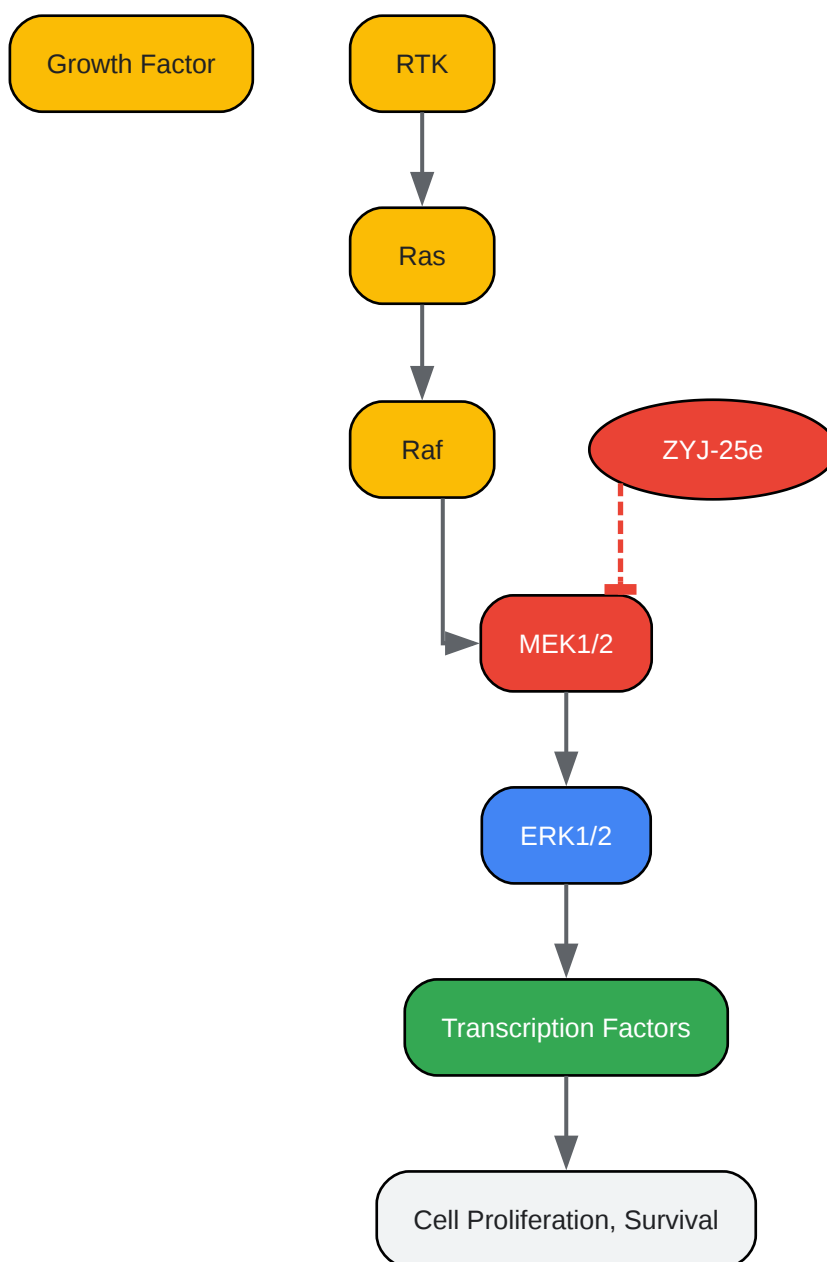 Growth Factor
RTK
Ras
Raf
ZYJ-25e
MEK1/2
ERK1/2
Transcription Factors
Cell Proliferation, Survival